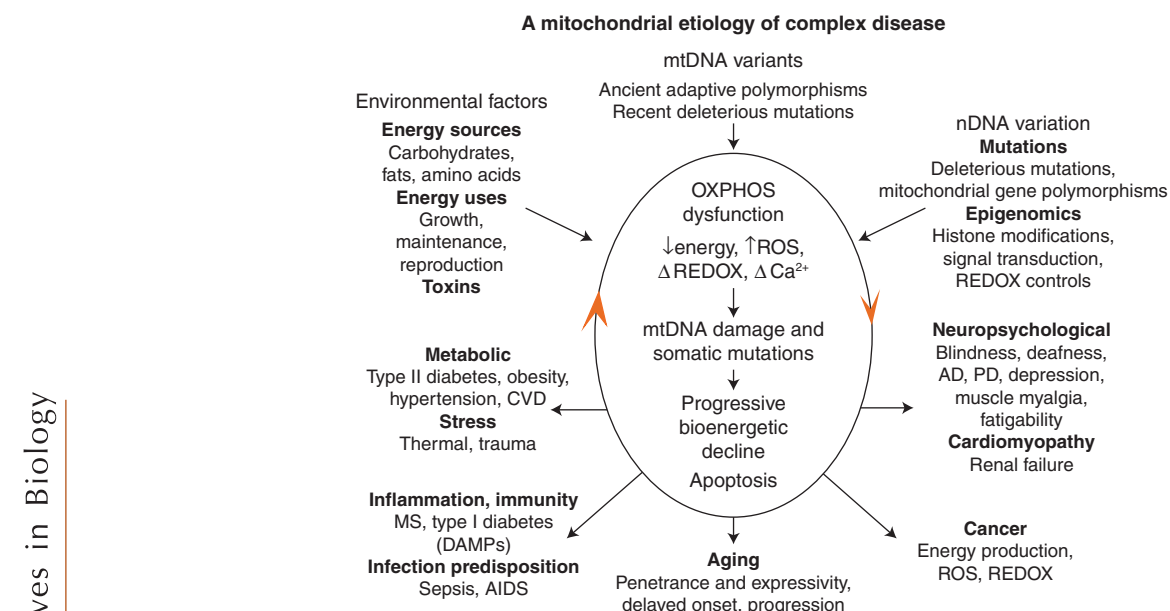 A mitochondrial etiology of complex disease
mtDNA variants
Ancient adaptive polymorphisms
Recent deleterious mutations
Environmental factors
Energy sources
Carbohydrates,
fats, amino acids
Energy uses
Growth,
maintenance,
reproduction
Toxins
nDNA variation
Mutations
Deleterious mutations,
mitochondrial gene polymorphisms
Epigenomics
Histone modifications,
signal transduction,
REDOX controls
OXPHOS
dysfunction
↓energy, ↑ROS,
Δ REDOX, Δ Ca²⁺
mtDNA damage and
somatic mutations
Progressive
bioenergetic
decline
Apoptosis
Metabolic
Type II diabetes, obesity,
hypertension, CVD
Stress
Thermal, trauma
Neuropsychological
Blindness, deafness,
AD, PD, depression,
muscle myalgia,
fatigability
Cardiomyopathy
Renal failure
Inflammation, immunity
MS, type I diabetes
(DAMPs)
Infection predisposition
Sepsis, AIDS
Aging
Penetrance and expressivity,
delayed onset, progression
Cancer
Energy production,
ROS, REDOX
ves in Biology